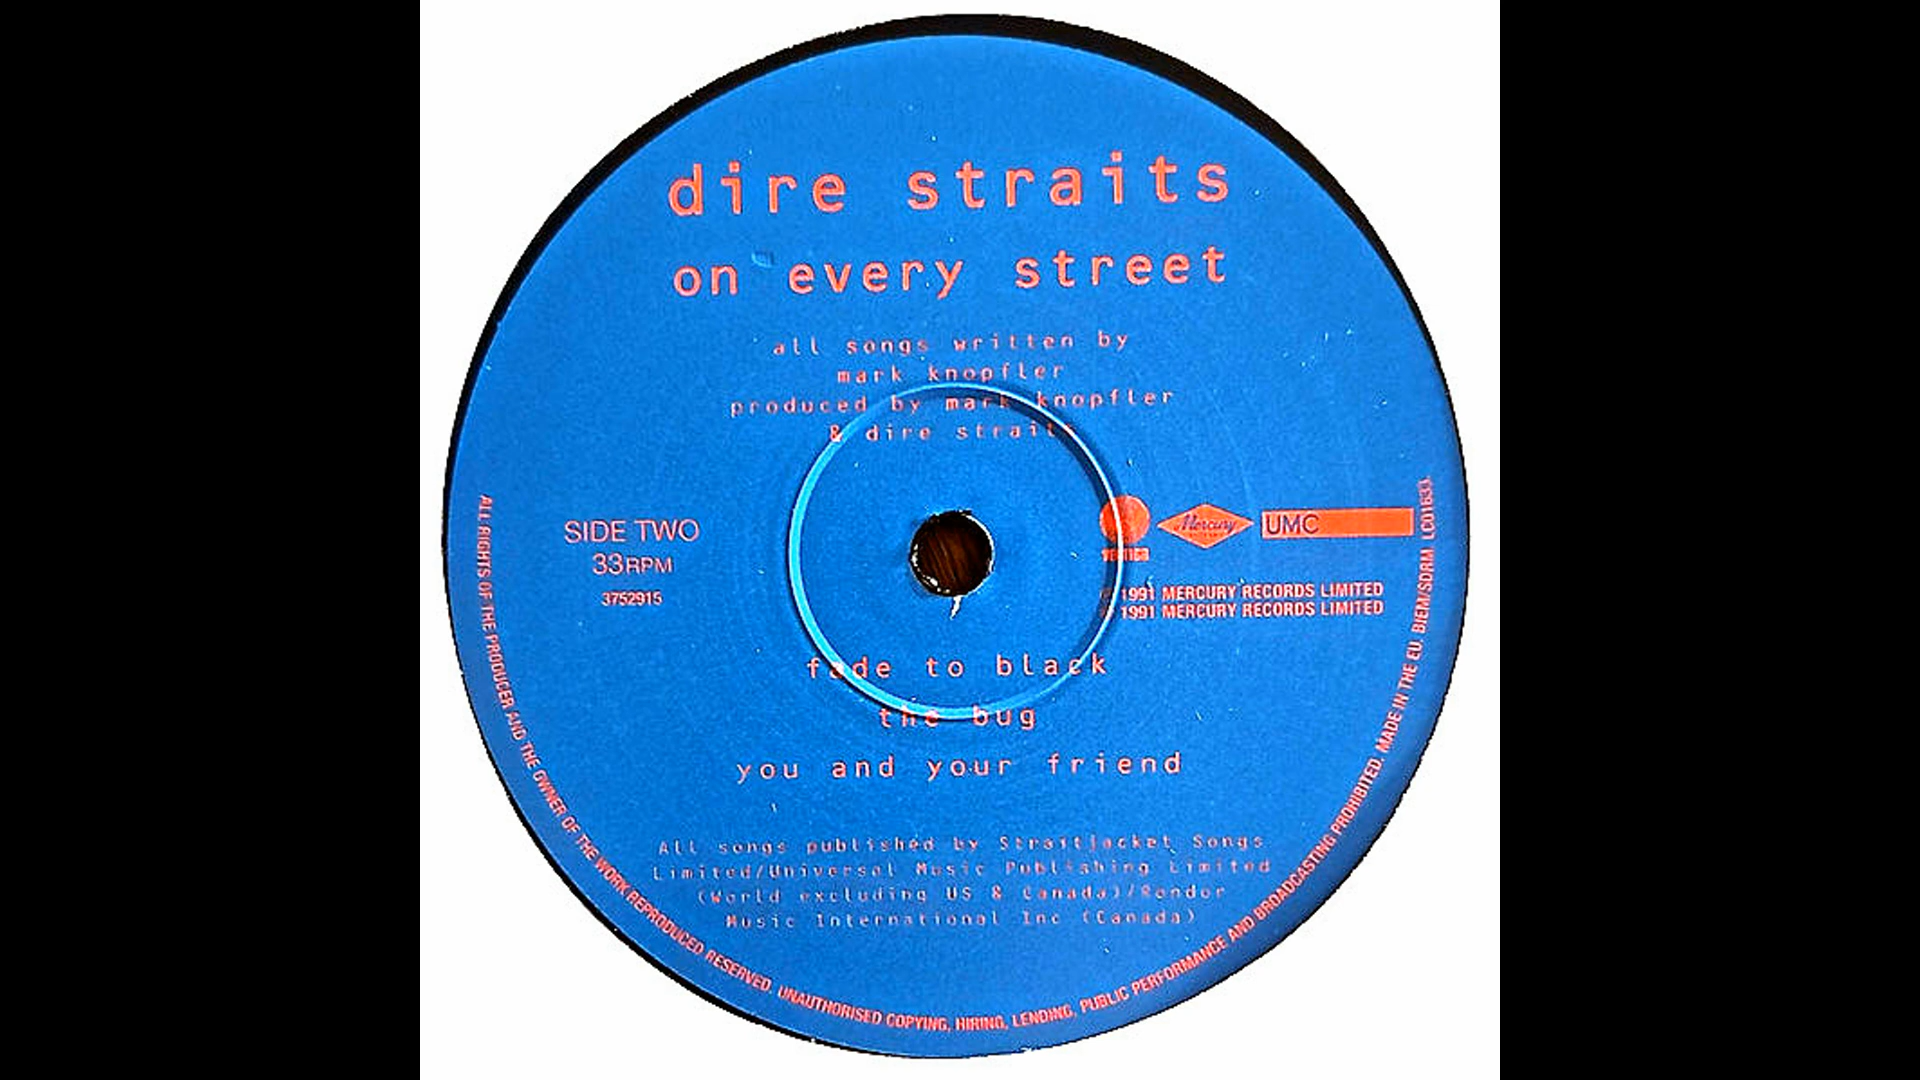 dire straits
on every street
all songs written by
mark knopfler
produced by mark knopfler
& dire straits
SIDE TWO
33RPM
3752915
VERTIGO
Mercury
UMC
1991 MERCURY RECORDS LIMITED
1991 MERCURY RECORDS LIMITED
fade to black
the bug
you and your friend
All songs published by Straitjacket Songs
Limited/Universal Music Publishing Limited
(World excluding US & Canada)/Rondor
Music International Inc (Canada)
ALL RIGHTS OF THE PRODUCER AND THE OWNER OF THE WORK REPRODUCED RESERVED. UNAUTHORISED COPYING, HIRING, LENDING, PUBLIC PERFORMANCE AND BROADCASTING PROHIBITED. MADE IN THE EU. BIEM/SDRM LC01633.